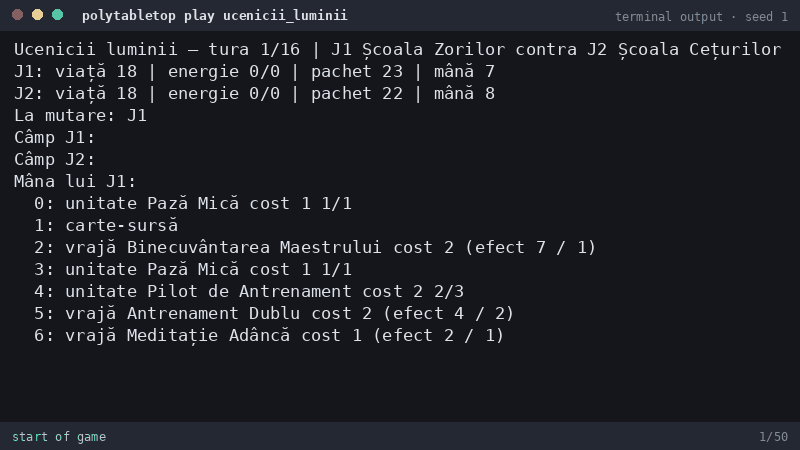 polytabletop play ucenicii_luminii
terminal output · seed 1
Ucenicii luminii — tura 1/16 | J1 Școala Zorilor contra J2 Școala Cețurilor
J1: viață 18 | energie 0/0 | pachet 23 | mână 7
J2: viață 18 | energie 0/0 | pachet 22 | mână 8
La mutare: J1
Câmp J1:
Câmp J2:
Mâna lui J1:
0: unitate Pază Mică cost 1 1/1
1: carte-sursă
2: vrajă Binecuvântarea Maestrului cost 2 (efect 7 / 1)
3: unitate Pază Mică cost 1 1/1
4: unitate Pilot de Antrenament cost 2 2/3
5: vrajă Antrenament Dublu cost 2 (efect 4 / 2)
6: vrajă Meditație Adâncă cost 1 (efect 2 / 1)
start of game
1/50